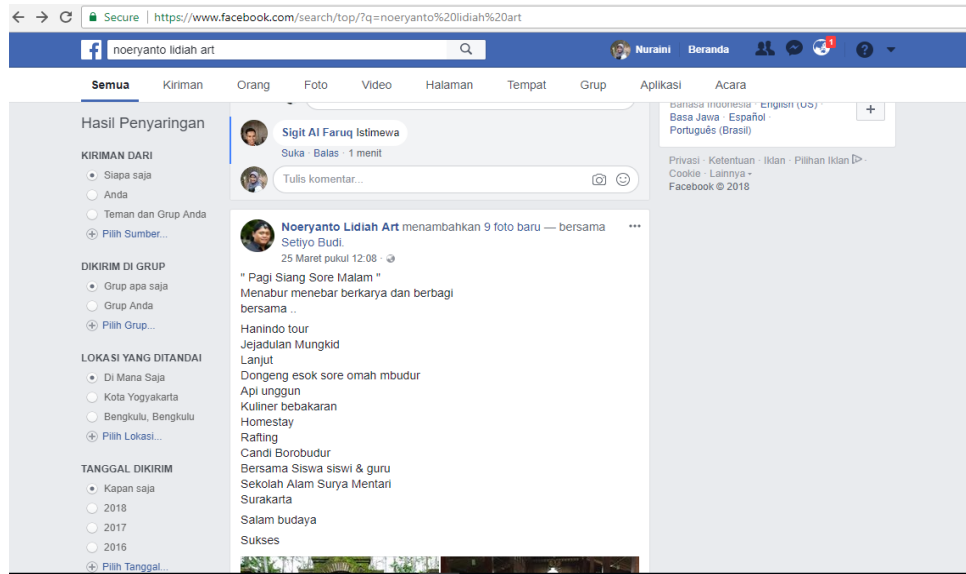 Secure | https://www.facebook.com/search/top/?q=noeryanto%20lidiah%20art
noeryanto lidiah art
Nuraini Beranda 1
Semua Kiriman Orang Foto Video Halaman Tempat Grup Aplikasi Acara
Hasil Penyaringan
KIRIMAN DARI
Siapa saja
Anda
Teman dan Grup Anda
Pilih Sumber...
DIKIRIM DI GRUP
Grup apa saja
Grup Anda
Pilih Grup...
LOKASI YANG DITANDAI
Di Mana Saja
Kota Yogyakarta
Bengkulu, Bengkulu
Pilih Lokasi...
TANGGAL DIKIRIM
Kapan saja
2018
2017
2016
Pilih Tanggal...
Sigit Al Faruq Istimewa
Suka · Balas · 1 menit
Tulis komentar...
Noeryanto Lidiah Art menambahkan 9 foto baru — bersama
Setiyo Budi.
25 Maret pukul 12:08 ·
" Pagi Siang Sore Malam "
Menabur menebar berkarya dan berbagi
bersama ..
Hanindo tour
Jejadulan Mungkid
Lanjut
Dongeng esok sore omah mbudur
Api unggun
Kuliner bebakaran
Homestay
Rafting
Candi Borobudur
Bersama Siswa siswi & guru
Sekolah Alam Surya Mentari
Surakarta
Salam budaya
Sukses
Bahasa Indonesia · English (US) ·
Basa Jawa · Español ·
Português (Brasil)
Privasi · Ketentuan · Iklan · Pilihan Iklan ·
Cookie · Lainnya
Facebook © 2018